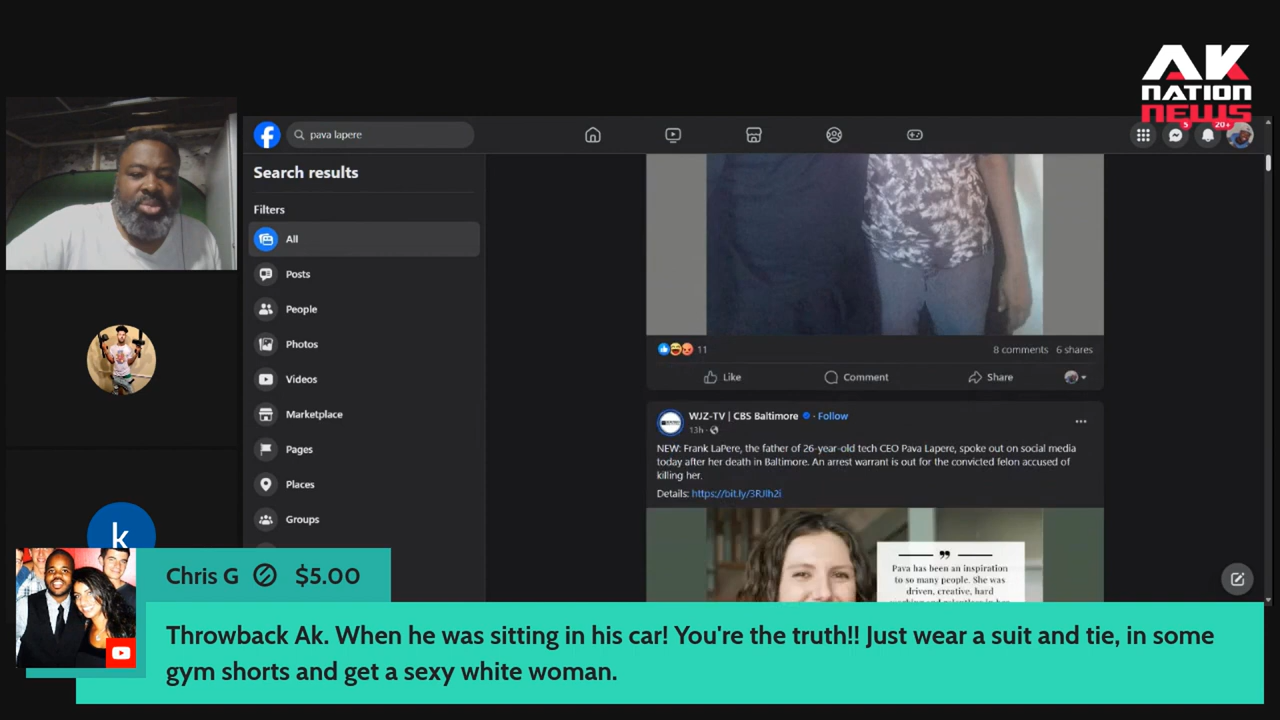 AK
NATION
NEWS
pava lapere
5
20+
Search results
Filters
All
Posts
People
Photos
Videos
Marketplace
Pages
Places
Groups
11
8 comments 6 shares
Like Comment Share
WJZ-TV | CBS Baltimore · Follow
13h ·
NEW: Frank LaPere, the father of 26-year-old tech CEO Pava Lapere, spoke out on social media
today after her death in Baltimore. An arrest warrant is out for the convicted felon accused of
killing her.
Details: https://bit.ly/3RJlh2i
Pava has been an inspiration
to so many people. She was
driven, creative, hard
k
Chris G $5.00
Throwback Ak. When he was sitting in his car! You're the truth!! Just wear a suit and tie, in some
gym shorts and get a sexy white woman.